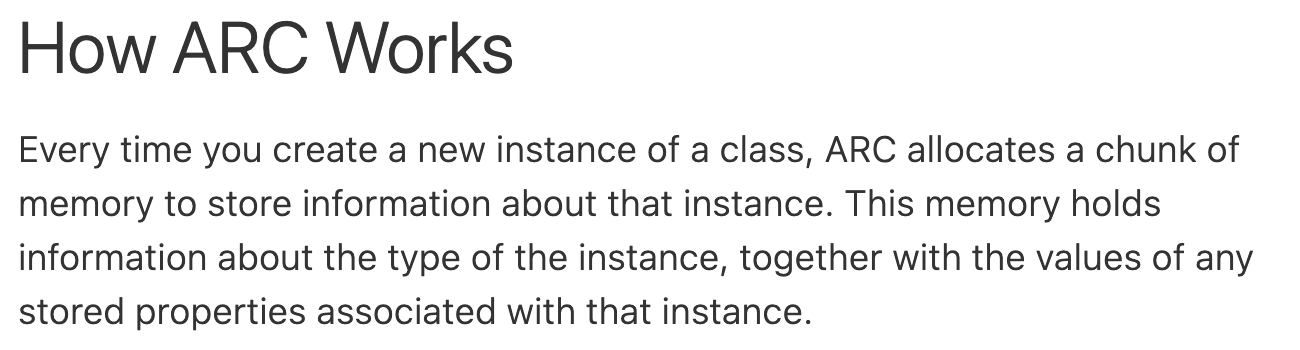 How ARC Works
Every time you create a new instance of a class, ARC allocates a chunk of
memory to store information about that instance. This memory holds
information about the type of the instance, together with the values of any
stored properties associated with that instance.